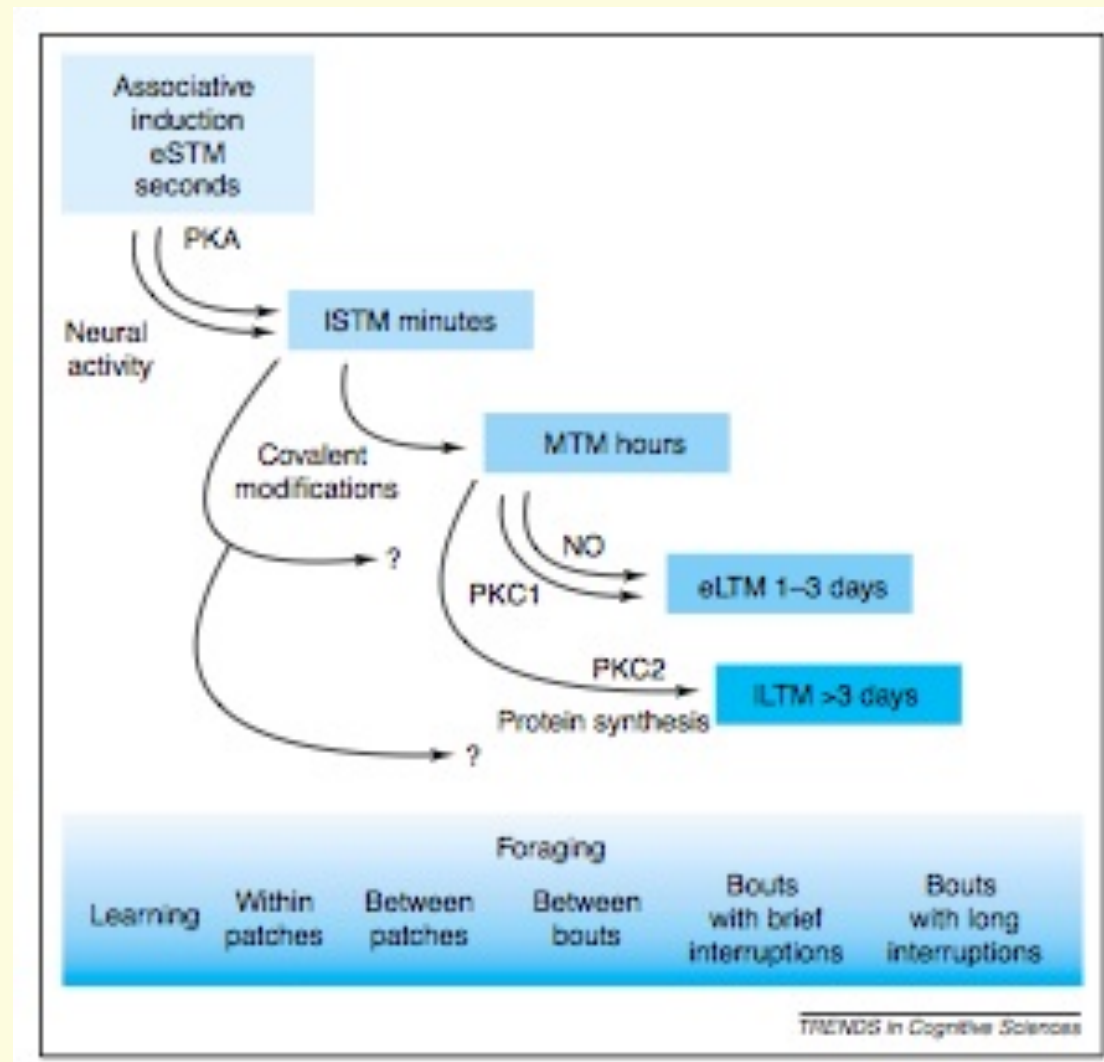 Associative
induction
eSTM
seconds
PKA
Neural
activity
lSTM minutes
Covalent
modifications
MTM hours
?
NO
PKC1
eLTM 1–3 days
PKC2
lLTM >3 days
Protein synthesis
?
Foraging
Learning
Within
patches
Between
patches
Between
bouts
Bouts
with brief
interruptions
Bouts
with long
interruptions
TRENDS in Cognitive Sciences